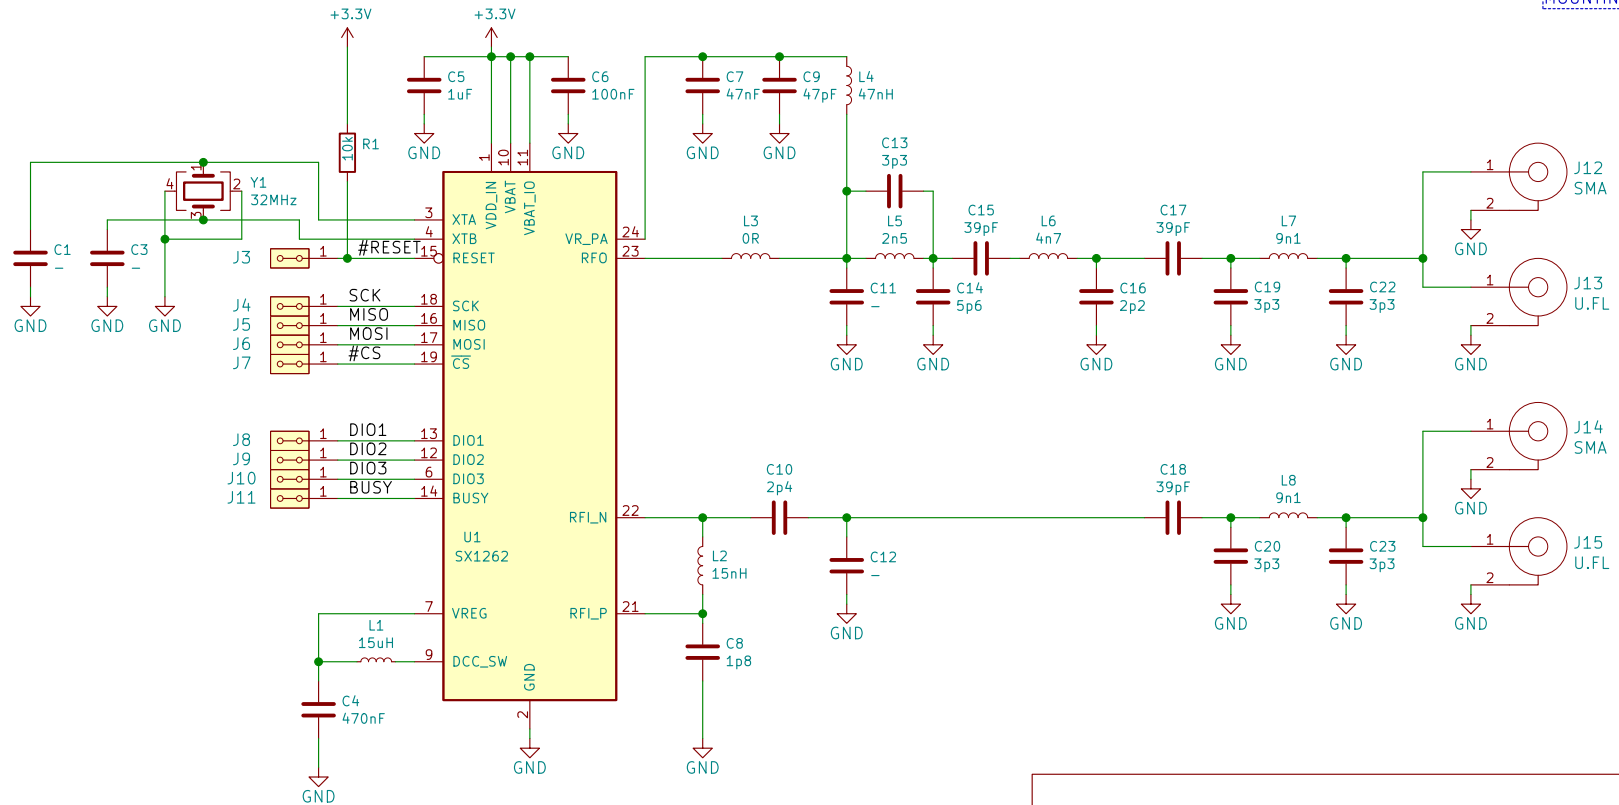 +3.3V
+3.3V
C5
1uF
C6
100nF
C7
47nF
C9
47pF
L4
47nH
GND
GND
GND
GND
R1
10k
1
10
11
VDD_IN
VBAT
VBAT_IO
Y1
32MHz
1
2
3
4
C1
-
C3
-
GND
GND
GND
3
XTA
4
XTB
#RESET
15
RESET
J3
1
J4
1
SCK
18
SCK
J5
1
MISO
16
MISO
J6
1
MOSI
17
MOSI
J7
1
#CS
19
CS
J8
1
DIO1
13
DIO1
J9
1
DIO2
12
DIO2
J10
1
DIO3
6
DIO3
J11
1
BUSY
14
BUSY
U1
SX1262
VR_PA
24
RFO
23
RFI_N
22
RFI_P
21
7
VREG
9
DCC_SW
GND
2
GND
L1
15uH
C4
470nF
GND
L3
0R
C13
3p3
L5
2n5
C11
-
GND
C14
5p6
GND
C15
39pF
L6
4n7
C16
2p2
GND
C17
39pF
C19
3p3
GND
L7
9n1
C22
3p3
GND
1
2
J12
SMA
GND
1
2
J13
U.FL
GND
L2
15nH
C8
1p8
GND
C10
2p4
C12
-
GND
C18
39pF
L8
9n1
C20
3p3
GND
C23
3p3
GND
1
2
J14
SMA
GND
1
2
J15
U.FL
GND